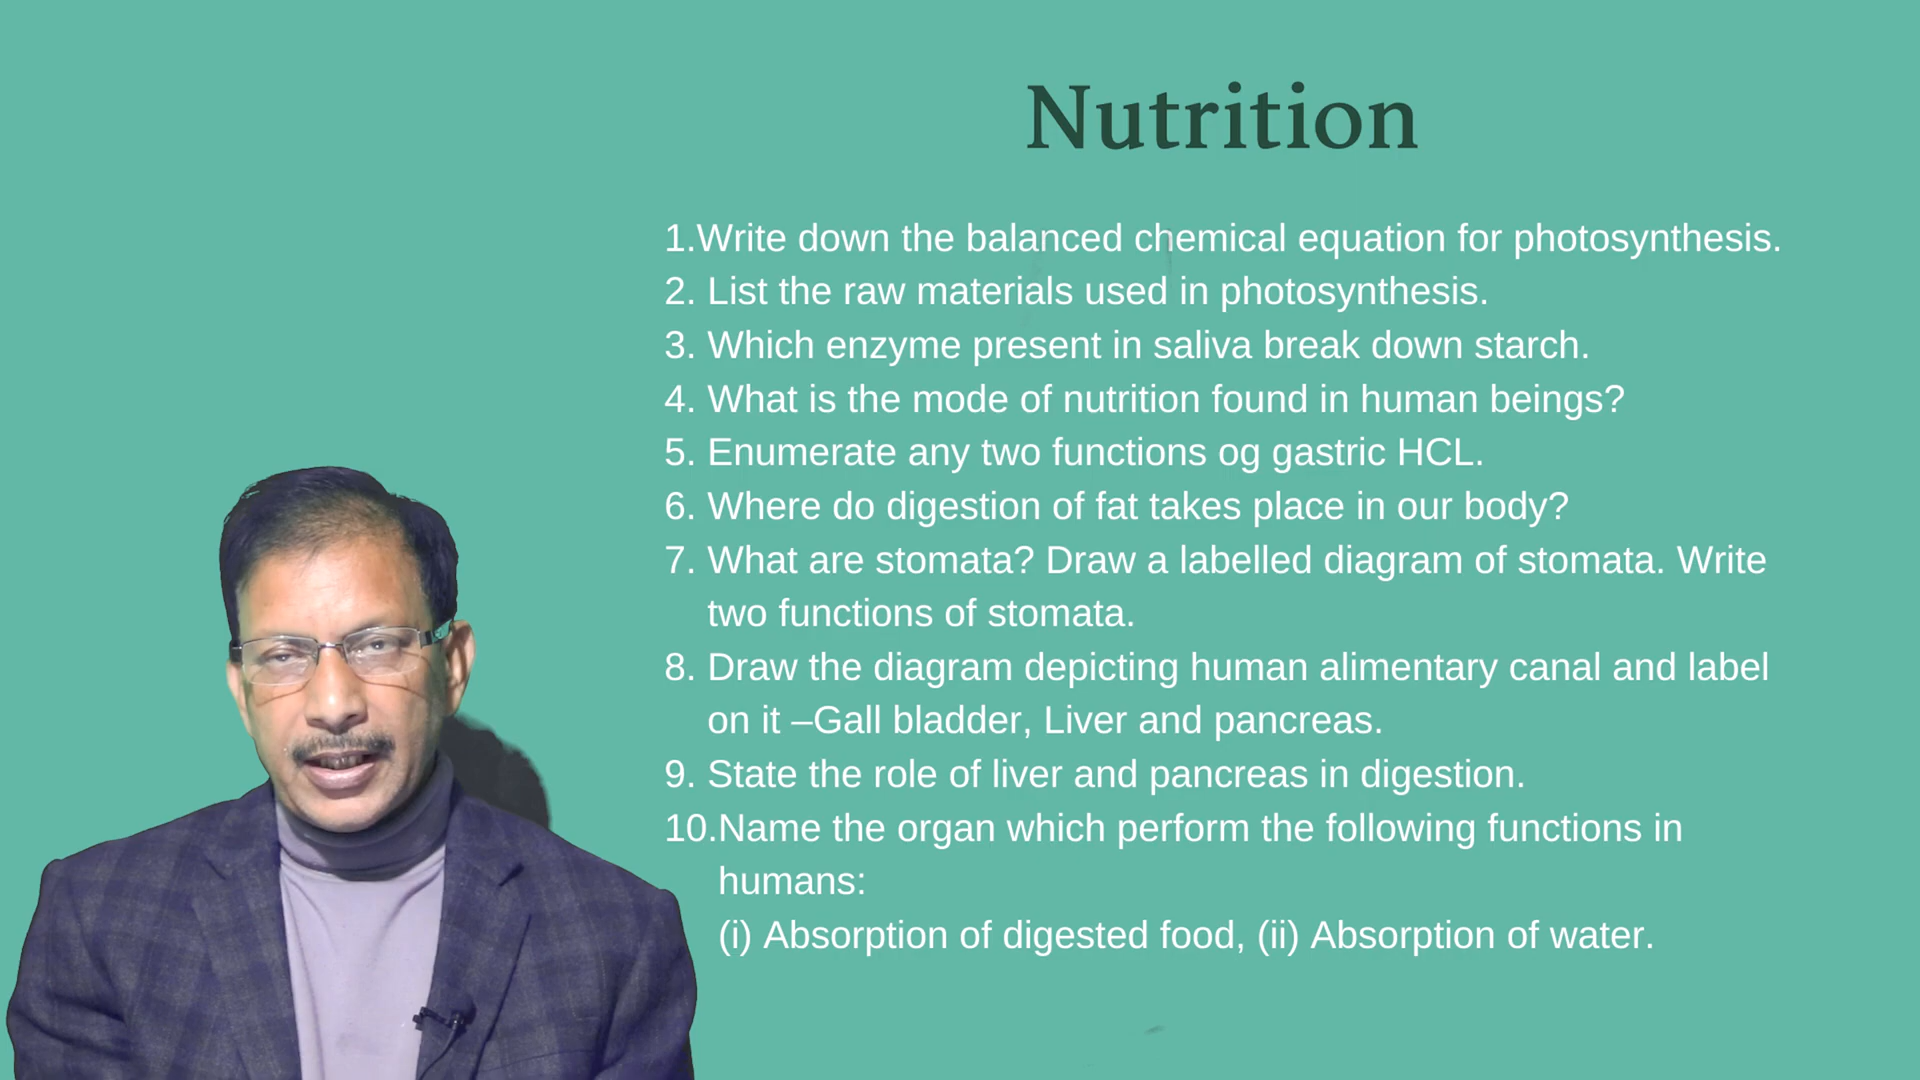 Nutrition
1.Write down the balanced chemical equation for photosynthesis.
2. List the raw materials used in photosynthesis.
3. Which enzyme present in saliva break down starch.
4. What is the mode of nutrition found in human beings?
5. Enumerate any two functions og gastric HCL.
6. Where do digestion of fat takes place in our body?
7. What are stomata? Draw a labelled diagram of stomata. Write
two functions of stomata.
8. Draw the diagram depicting human alimentary canal and label
on it –Gall bladder, Liver and pancreas.
9. State the role of liver and pancreas in digestion.
10.Name the organ which perform the following functions in
humans:
(i) Absorption of digested food, (ii) Absorption of water.